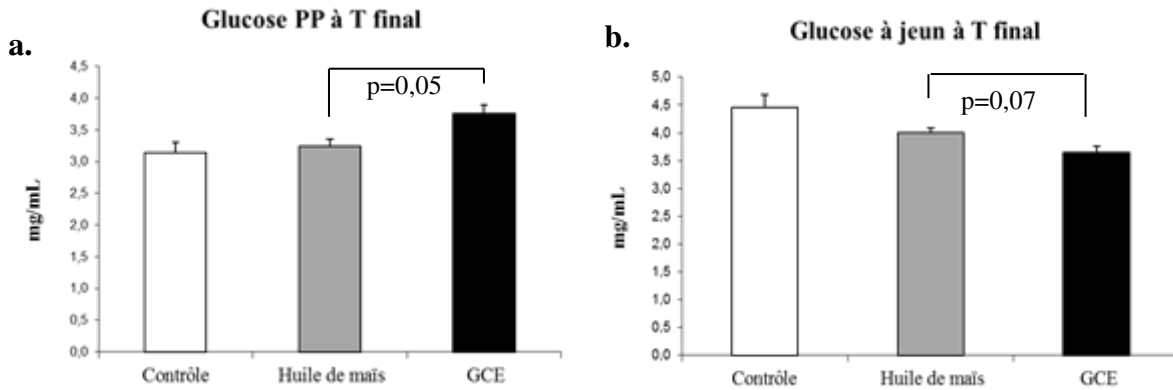 a.
Glucose PP à T final
4,5
4,0
3,5
3,0
2,5
2,0
1,5
1,0
0,5
0,0
mg/mL
p=0,05
Contrôle Huile de maïs GCE
b.
Glucose à jeun à T final
5,0
4,5
4,0
3,5
3,0
2,5
2,0
1,5
1,0
0,5
0,0
mg/mL
p=0,07
Contrôle Huile de maïs GCE